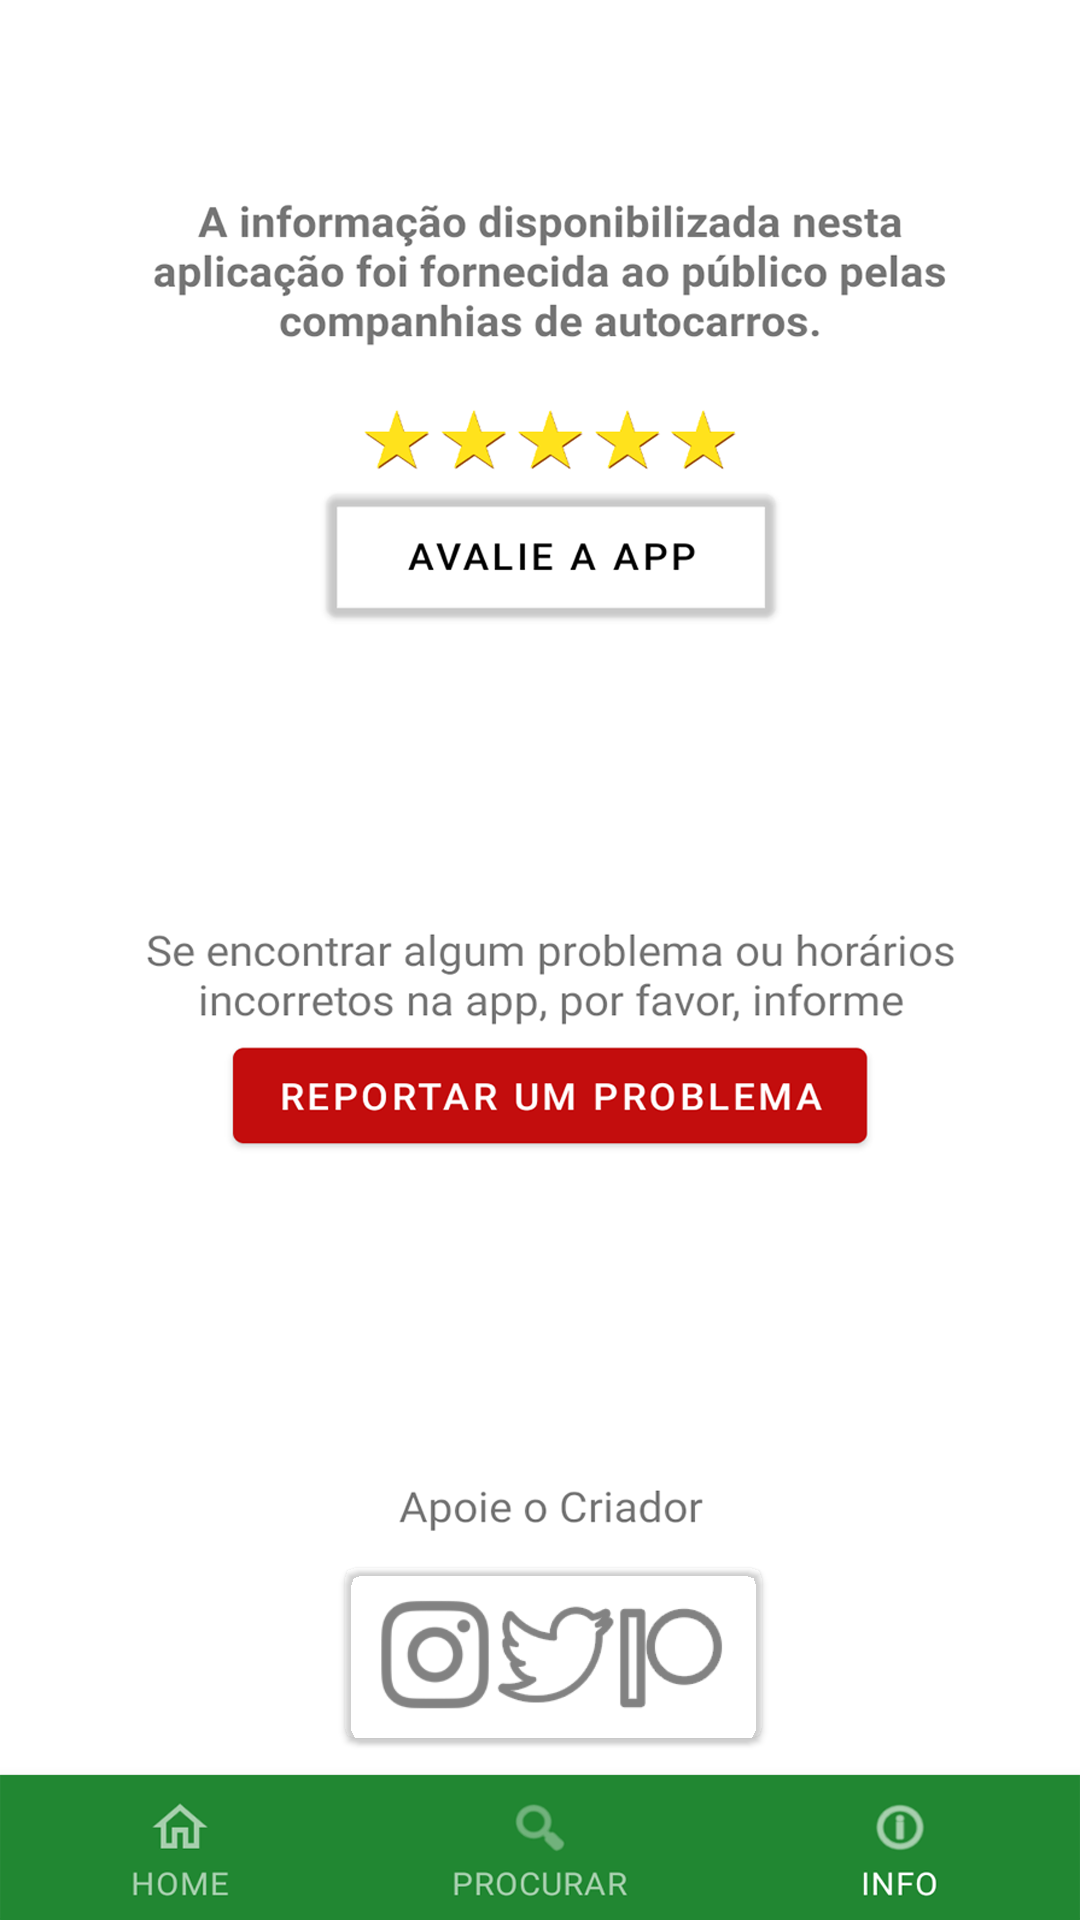 A informação disponibilizada nesta
aplicação foi fornecida ao público pelas
companhias de autocarros.
AVALIE A APP
Se encontrar algum problema ou horários
incorretos na app, por favor, informe
REPORTAR UM PROBLEMA
Apoie o Criador
HOME
PROCURAR
INFO